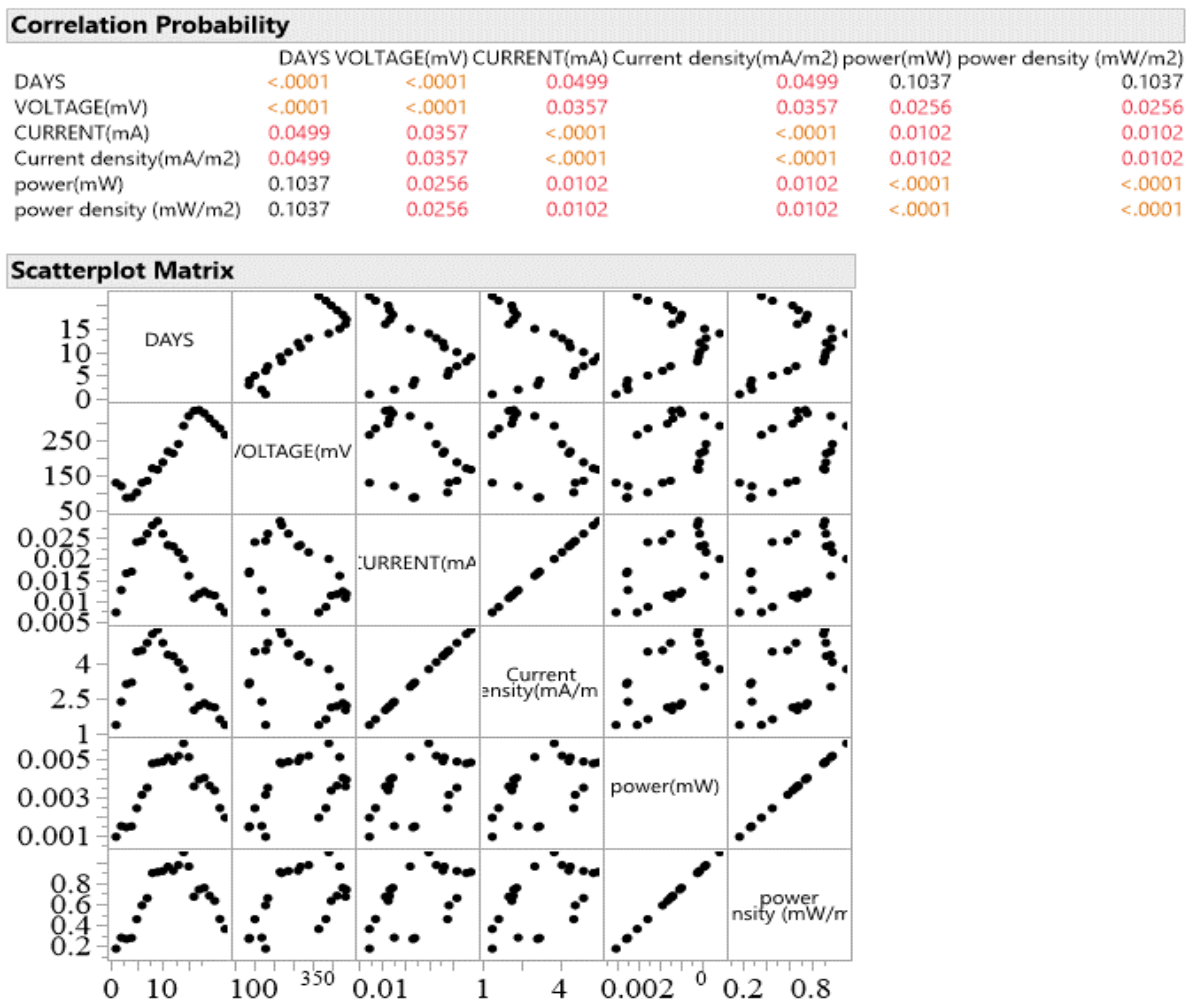 Correlation Probability
DAYS VOLTAGE(mV) CURRENT(mA) Current density(mA/m2) power(mW) power density (mW/m2)
DAYS <.0001 <.0001 0.0499 0.0499 0.1037 0.1037
VOLTAGE(mV) <.0001 <.0001 0.0357 0.0357 0.0256 0.0256
CURRENT(mA) 0.0499 0.0357 <.0001 <.0001 0.0102 0.0102
Current density(mA/m2) 0.0499 0.0357 <.0001 <.0001 0.0102 0.0102
power(mW) 0.1037 0.0256 0.0102 0.0102 <.0001 <.0001
power density (mW/m2) 0.1037 0.0256 0.0102 0.0102 <.0001 <.0001
Scatterplot Matrix
15
10
5
0
DAYS
250
150
50
VOLTAGE(mV
0.025
0.02
0.015
0.01
0.005
CURRENT(mA
4
2.5
1
Current
ensity(mA/m
0.005
0.003
0.001
power(mW)
0.8
0.6
0.4
0.2
power
nsity (mW/m
0 10 100 350 0.01 1 4 0.002 0 0.2 0.8